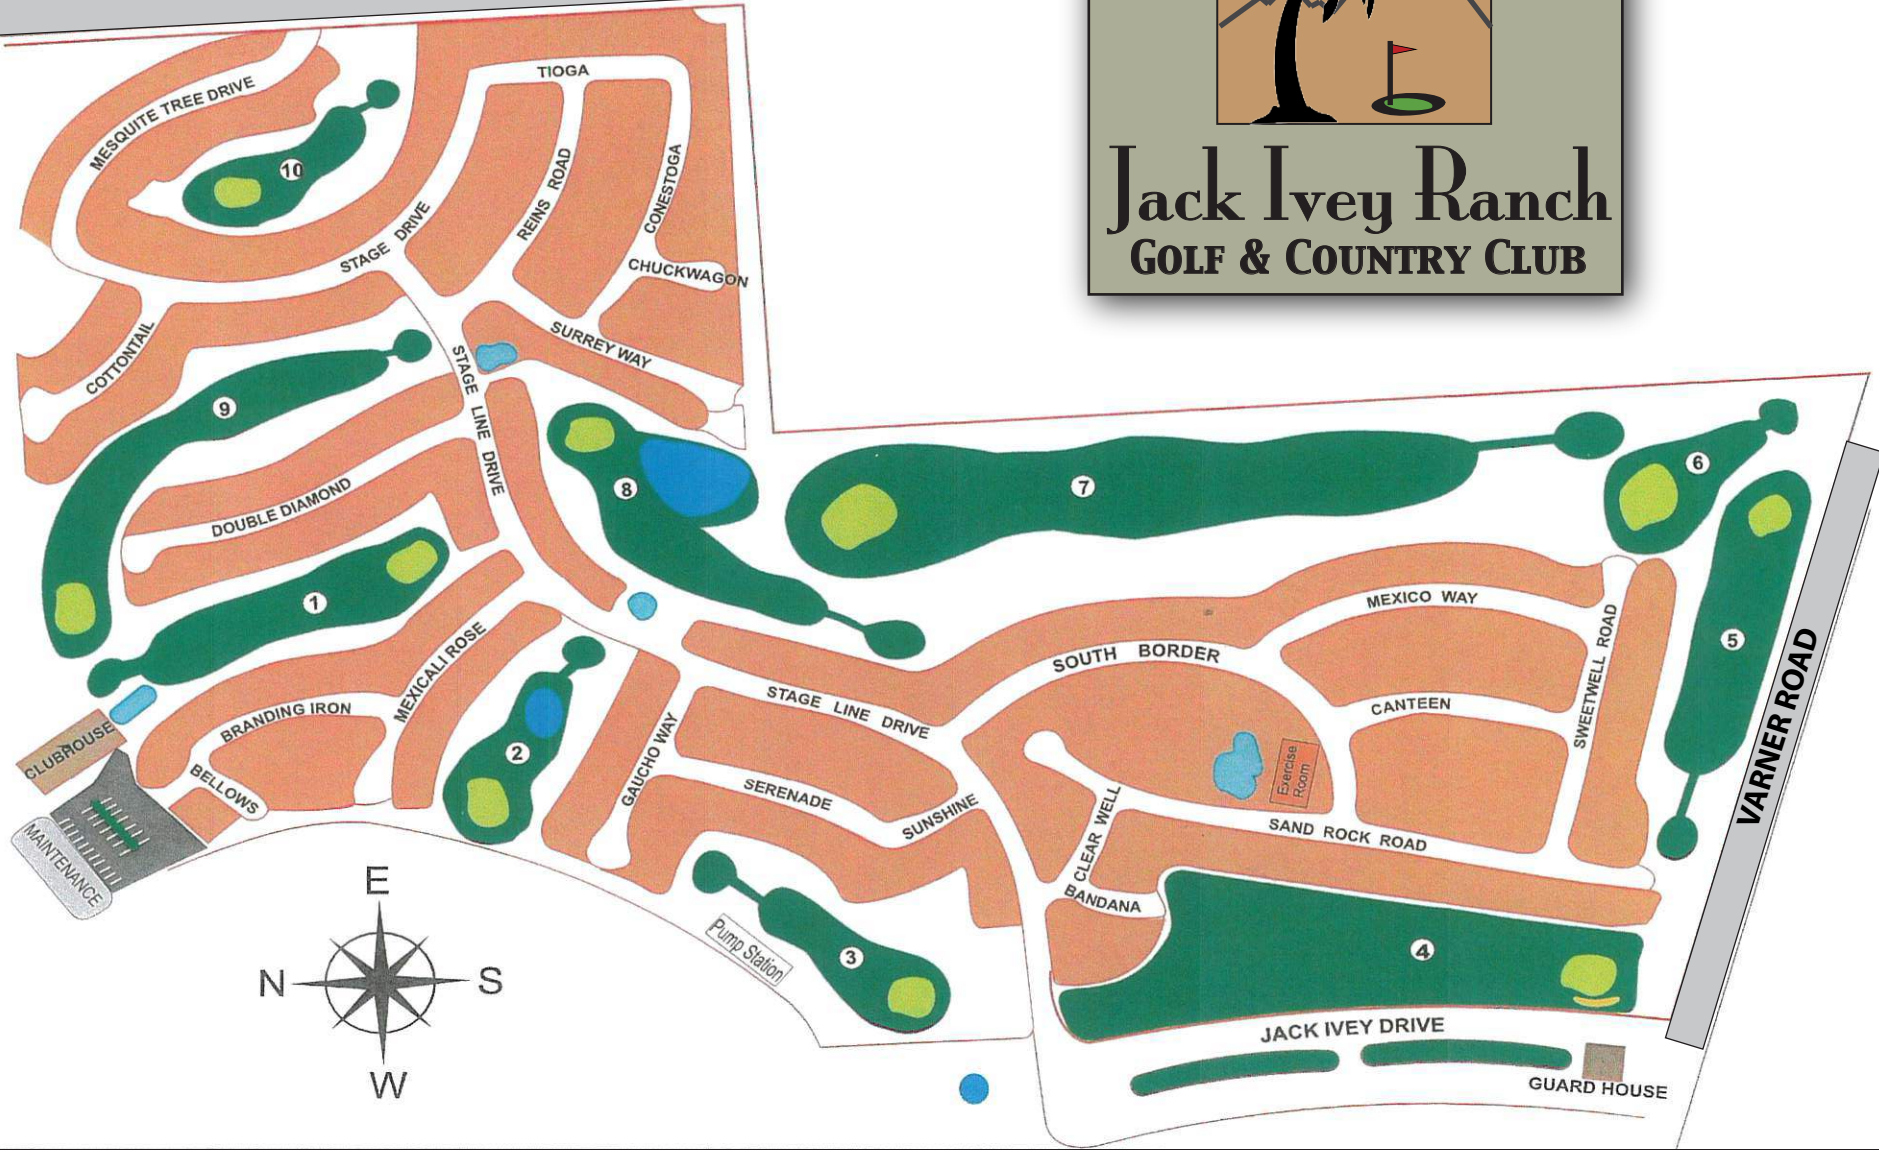 Jack Ivey Ranch
GOLF & COUNTRY CLUB
TIOGA
MESQUITE TREE DRIVE
10
REINS ROAD
CONESTOGA
STAGE DRIVE
CHUCKWAGON
COTTONTAIL
SURREY WAY
STAGE LINE DRIVE
9
8
7
6
5
DOUBLE DIAMOND
1
MEXICALI ROSE
BRANDING IRON
BELLOWS
CLUBHOUSE
MAINTENANCE
2
GAUCHO WAY
STAGE LINE DRIVE
SERENADE
SUNSHINE
SOUTH BORDER
MEXICO WAY
CANTEEN
SWEETWELL ROAD
VARNER ROAD
Exercise
Room
CLEAR WELL
SAND ROCK ROAD
BANDANA
Pump Station
3
4
JACK IVEY DRIVE
GUARD HOUSE
E
N
S
W